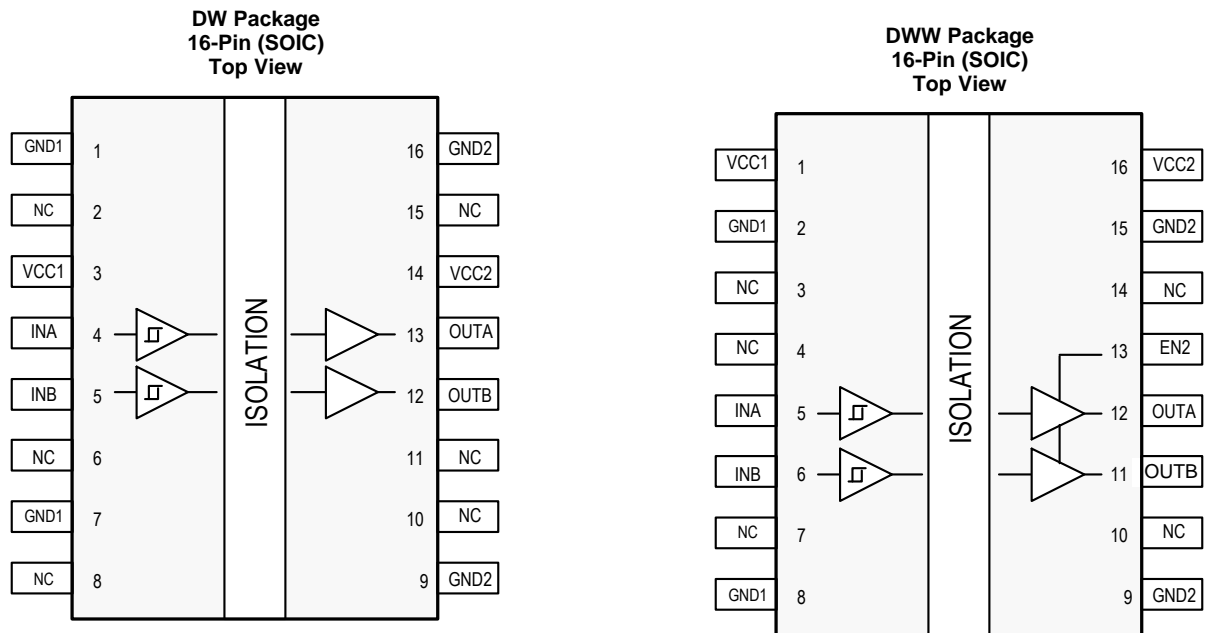 DW Package
16-Pin (SOIC)
Top View
GND1 1 16 GND2
NC 2 15 NC
VCC1 3 14 VCC2
INA 4 13 OUTA
INB 5 12 OUTB
NC 6 11 NC
GND1 7 10 NC
NC 8 9 GND2
ISOLATION
DWW Package
16-Pin (SOIC)
Top View
VCC1 1 16 VCC2
GND1 2 15 GND2
NC 3 14 NC
NC 4 13 EN2
INA 5 12 OUTA
INB 6 11 OUTB
NC 7 10 NC
GND1 8 9 GND2
ISOLATION